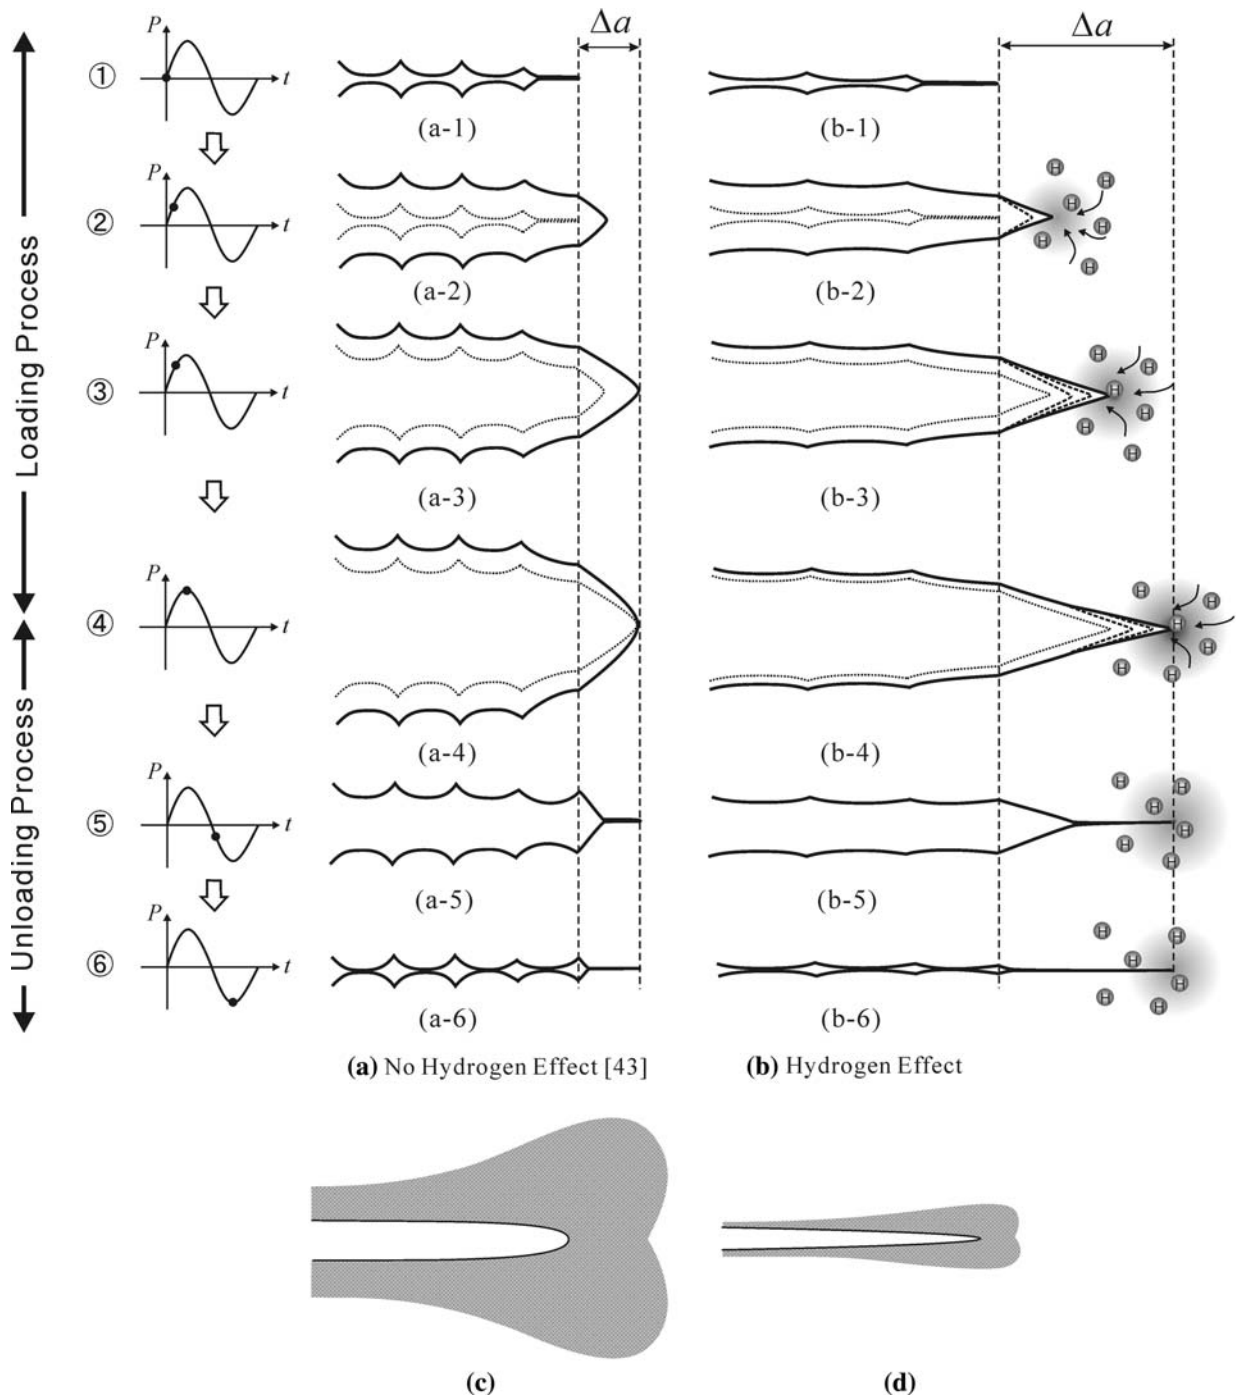 Δa Δa
① P t
(a-1) (b-1)
H H H H H H
② P t
(a-2) (b-2)
Loading Process
H H H H H H
③ P t
(a-3) (b-3)
H H H H H H
④ P t
(a-4) (b-4)
Unloading Process
H H H H H H
⑤ P t
(a-5) (b-5)
H H H H H H
⑥ P t
(a-6) (b-6)
(a) No Hydrogen Effect [43] (b) Hydrogen Effect
(c) (d)